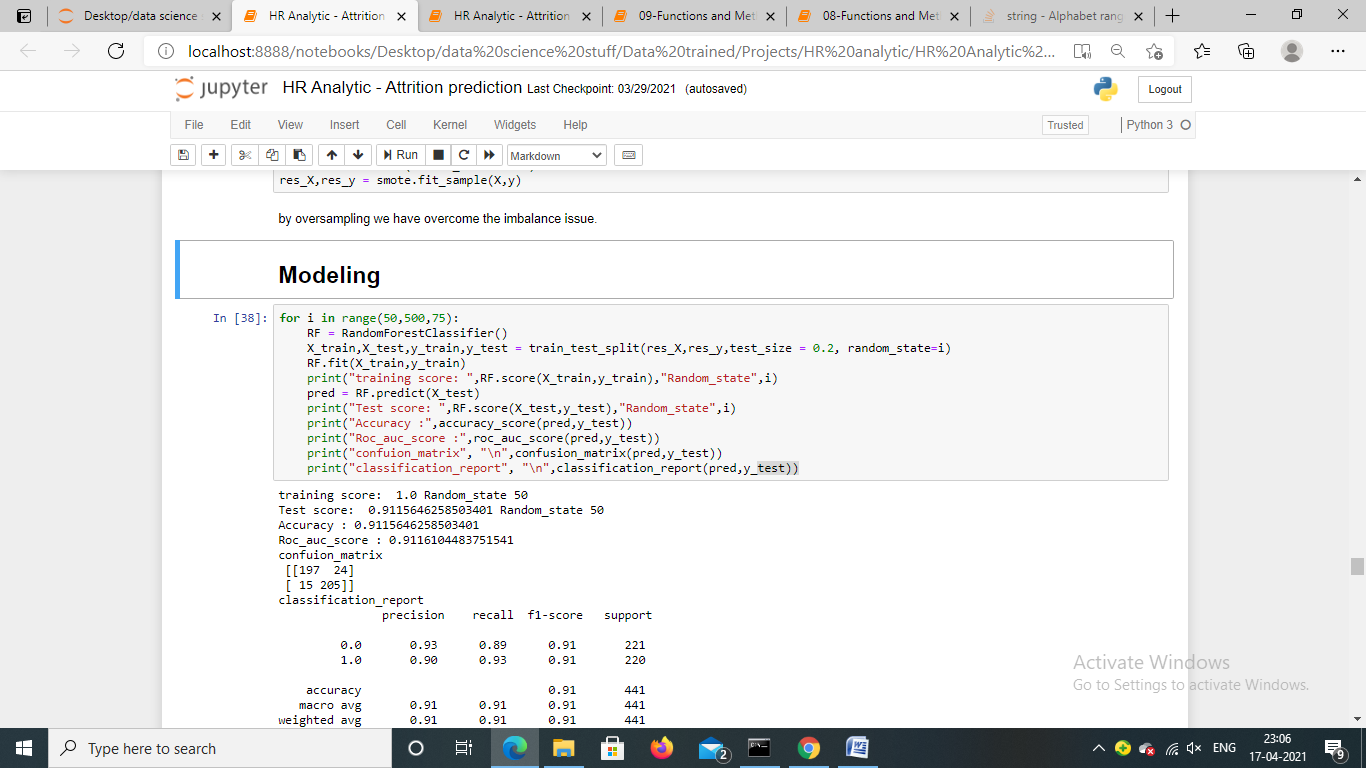 Desktop/data science
HR Analytic - Attrition
HR Analytic - Attrition
09-Functions and Met
08-Functions and Met
string - Alphabet rang
localhost:8888/notebooks/Desktop/data%20science%20stuff/Data%20trained/Projects/HR%20analytic/HR%20Analytic%2...
jupyter HR Analytic - Attrition prediction Last Checkpoint: 03/29/2021 (autosaved)
Logout
File Edit View Insert Cell Kernel Widgets Help
Trusted
Python 3
Run
Markdown
res_X,res_y = smote.fit_sample(X,y)
by oversampling we have overcome the imbalance issue.
Modeling
In [38]: for i in range(50,500,75):
RF = RandomForestClassifier()
X_train,X_test,y_train,y_test = train_test_split(res_X,res_y,test_size = 0.2, random_state=i)
RF.fit(X_train,y_train)
print("training score: ",RF.score(X_train,y_train),"Random_state",i)
pred = RF.predict(X_test)
print("Test score: ",RF.score(X_test,y_test),"Random_state",i)
print("Accuracy :",accuracy_score(pred,y_test))
print("Roc_auc_score :",roc_auc_score(pred,y_test))
print("confuion_matrix", "\n",confusion_matrix(pred,y_test))
print("classification_report", "\n",classification_report(pred,y_test))
training score:  1.0 Random_state 50
Test score:  0.9115646258503401 Random_state 50
Accuracy : 0.9115646258503401
Roc_auc_score : 0.9116104483751541
confuion_matrix
[[197  24]
[ 15 205]]
classification_report
precision recall f1-score support
0.0 0.93 0.89 0.91 221
1.0 0.90 0.93 0.91 220
accuracy 0.91 441
macro avg 0.91 0.91 0.91 441
weighted avg 0.91 0.91 0.91 441
Activate Windows
Go to Settings to activate Windows.
Type here to search
2
ENG
23:06
17-04-2021
9